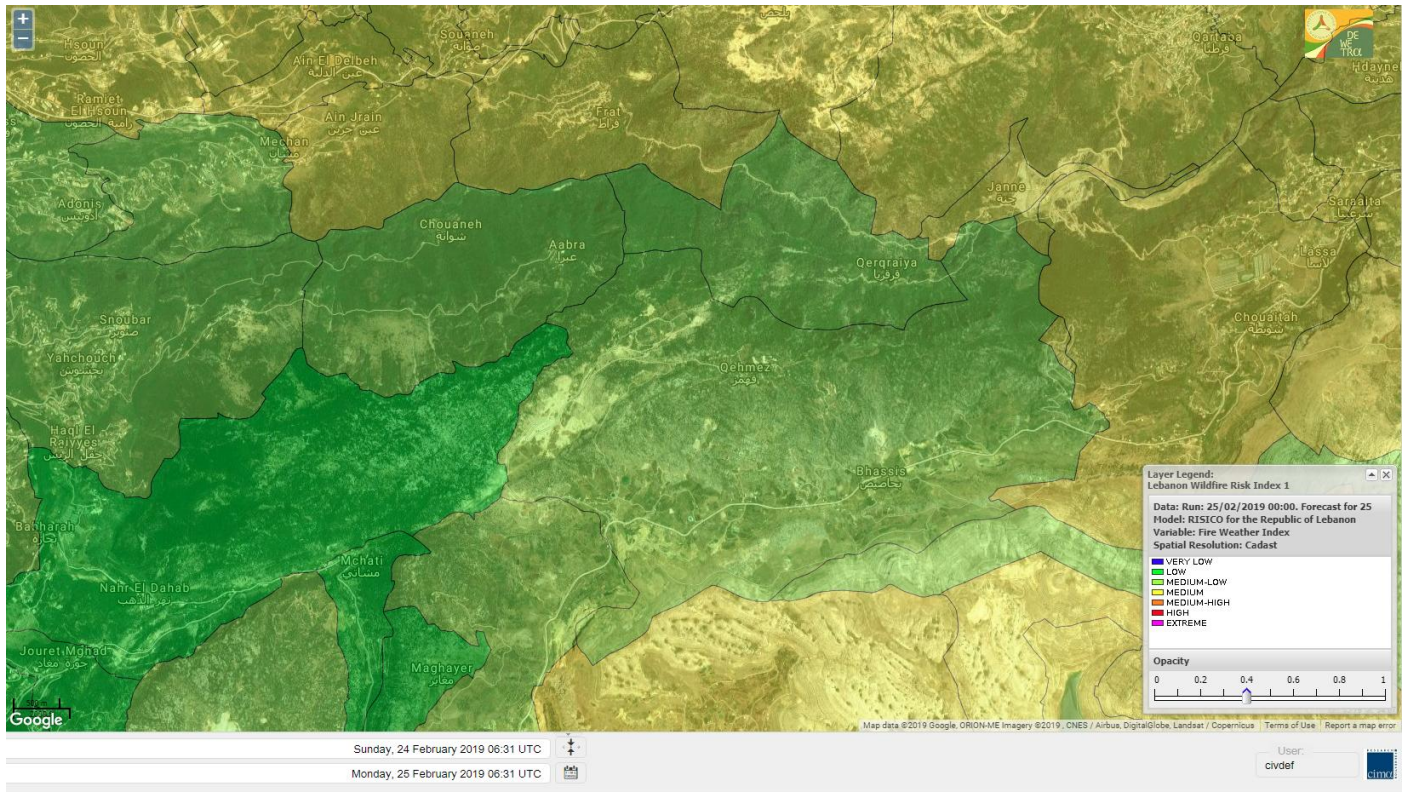 +
−
Hsoun
الحصون
Souaneh
صوانه
Ain El Delbeh
عين الدلبة
Qartaba
قرطبا
DE
WE
TRA
Hdayne
هدينة
Ramiet
El Hsoun
رامية الحصون
Ain Jrain
عين جرين
Frat
فراط
Mechan
ميشان
Janne
جنة
Adonis
أدونيس
Saraaita
سرعيتا
Chouaneh
شوانة
Aabra
عبرا
Lassa
لاسا
Qerqraiya
قرقريا
Snoubar
صنوبر
Chouaitah
شويطة
Yahchouch
يحشوش
Qehmez
قهمز
Haql El
Raiyyes
حقل الريس
Bhassis
بحاصيص
Layer Legend:
Lebanon Wildfire Risk Index 1
Data: Run: 25/02/2019 00:00. Forecast for 25
Model: RISICO for the Republic of Lebanon
Variable: Fire Weather Index
Spatial Resolution: Cadast
VERY LOW
LOW
MEDIUM-LOW
MEDIUM
MEDIUM-HIGH
HIGH
EXTREME
Opacity
0 0.2 0.4 0.6 0.8 1
Mchati
مشاتي
Nahr El Dahab
نهر الذهب
Jouret Mohad
Maghayer
مغاير
Google
Map data ©2019 Google, ORION-ME Imagery ©2019 , CNES / Airbus, DigitalGlobe, Landsat / Copernicus
Terms of Use
Report a map error
Sunday, 24 February 2019 06:31 UTC
Monday, 25 February 2019 06:31 UTC
User:
civdef
cima